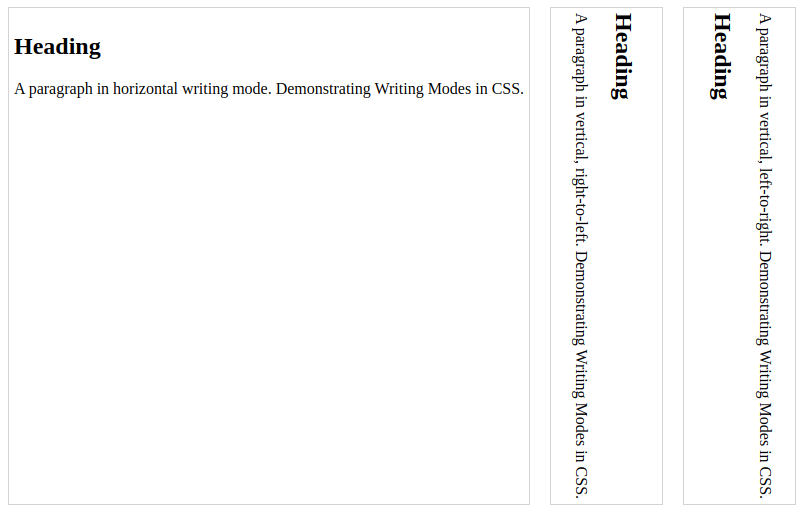 Heading
A paragraph in horizontal writing mode. Demonstrating Writing Modes in CSS.
Heading
A paragraph in vertical, right-to-left. Demonstrating Writing Modes in CSS.
Heading
A paragraph in vertical, left-to-right. Demonstrating Writing Modes in CSS.